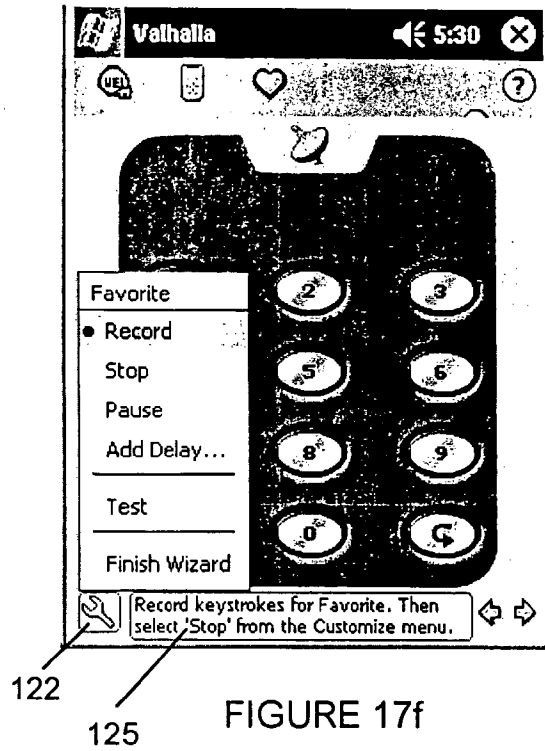 Valhalla 5:30
UEI
?
2 3
Favorite
Record
Stop
5 6
Pause
Add Delay...
8 9
Test
0
Finish Wizard
Record keystrokes for Favorite. Then
select 'Stop' from the Customize menu.
122
125
FIGURE 17f